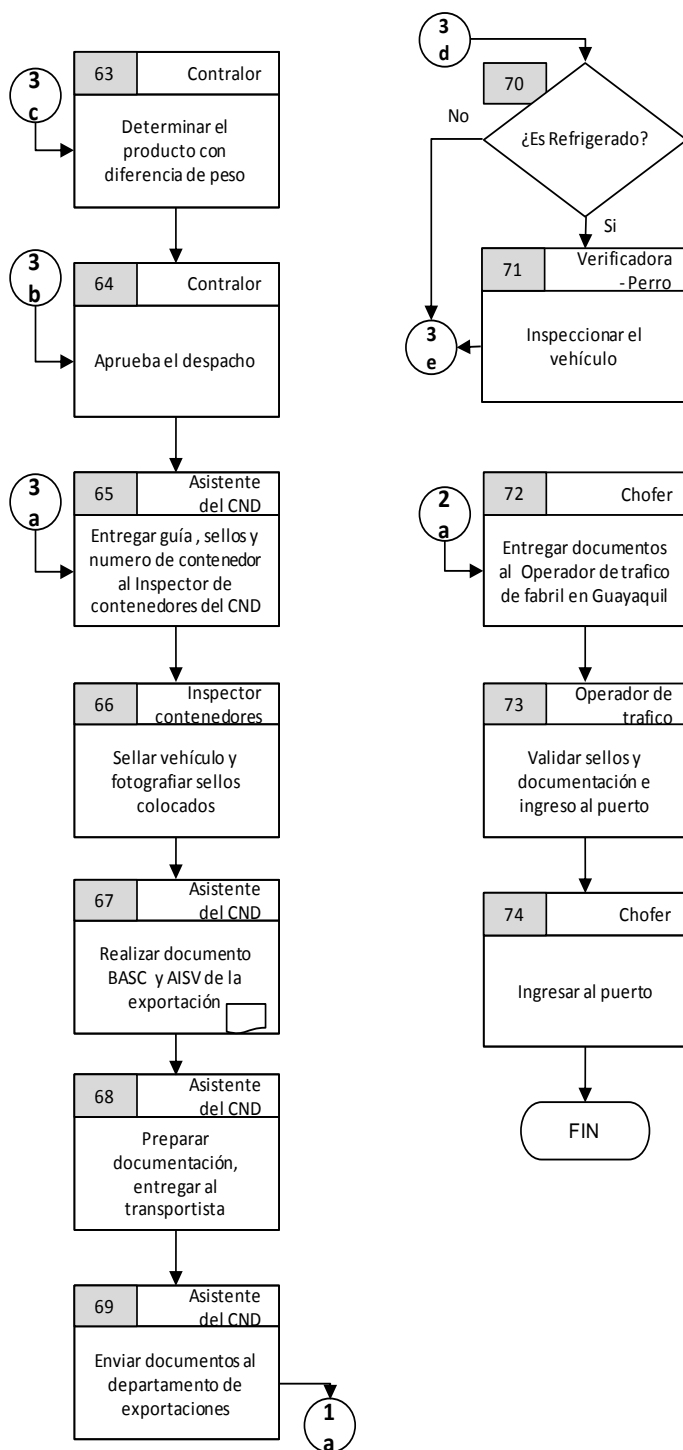 3
c
63
Contralor
Determinar el
producto con
diferencia de peso
3
b
64
Contralor
Aprueba el despacho
3
a
65
Asistente
del CND
Entregar guía , sellos y
numero de contenedor
al Inspector de
contenedores del CND
66
Inspector
contenedores
Sellar vehículo y
fotografiar sellos
colocados
67
Asistente
del CND
Realizar documento
BASC y AISV de la
exportación
68
Asistente
del CND
Preparar
documentación,
entregar al
transportista
69
Asistente
del CND
Enviar documentos al
departamento de
exportaciones
1
a
3
d
70
¿Es Refrigerado?
No
Si
71
Verificadora
- Perro
Inspeccionar el
vehículo
3
e
2
a
72
Chofer
Entregar documentos
al Operador de trafico
de fabril en Guayaquil
73
Operador de
trafico
Validar sellos y
documentación e
ingreso al puerto
74
Chofer
Ingresar al puerto
FIN